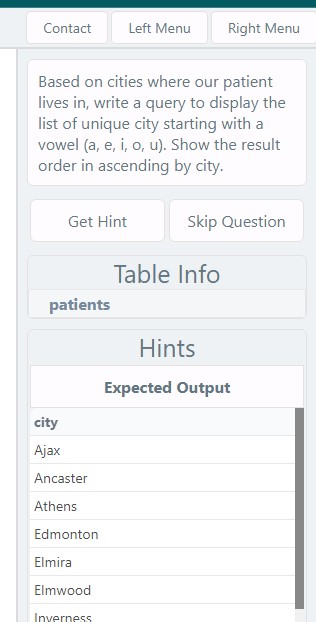 Contact
Left Menu
Right Menu
Based on cities where our patient
lives in, write a query to display the
list of unique city starting with a
vowel (a, e, i, o, u). Show the result
order in ascending by city.
Get Hint
Skip Question
Table Info
patients
Hints
Expected Output
city
Ajax
Ancaster
Athens
Edmonton
Elmira
Elmwood
Inverness